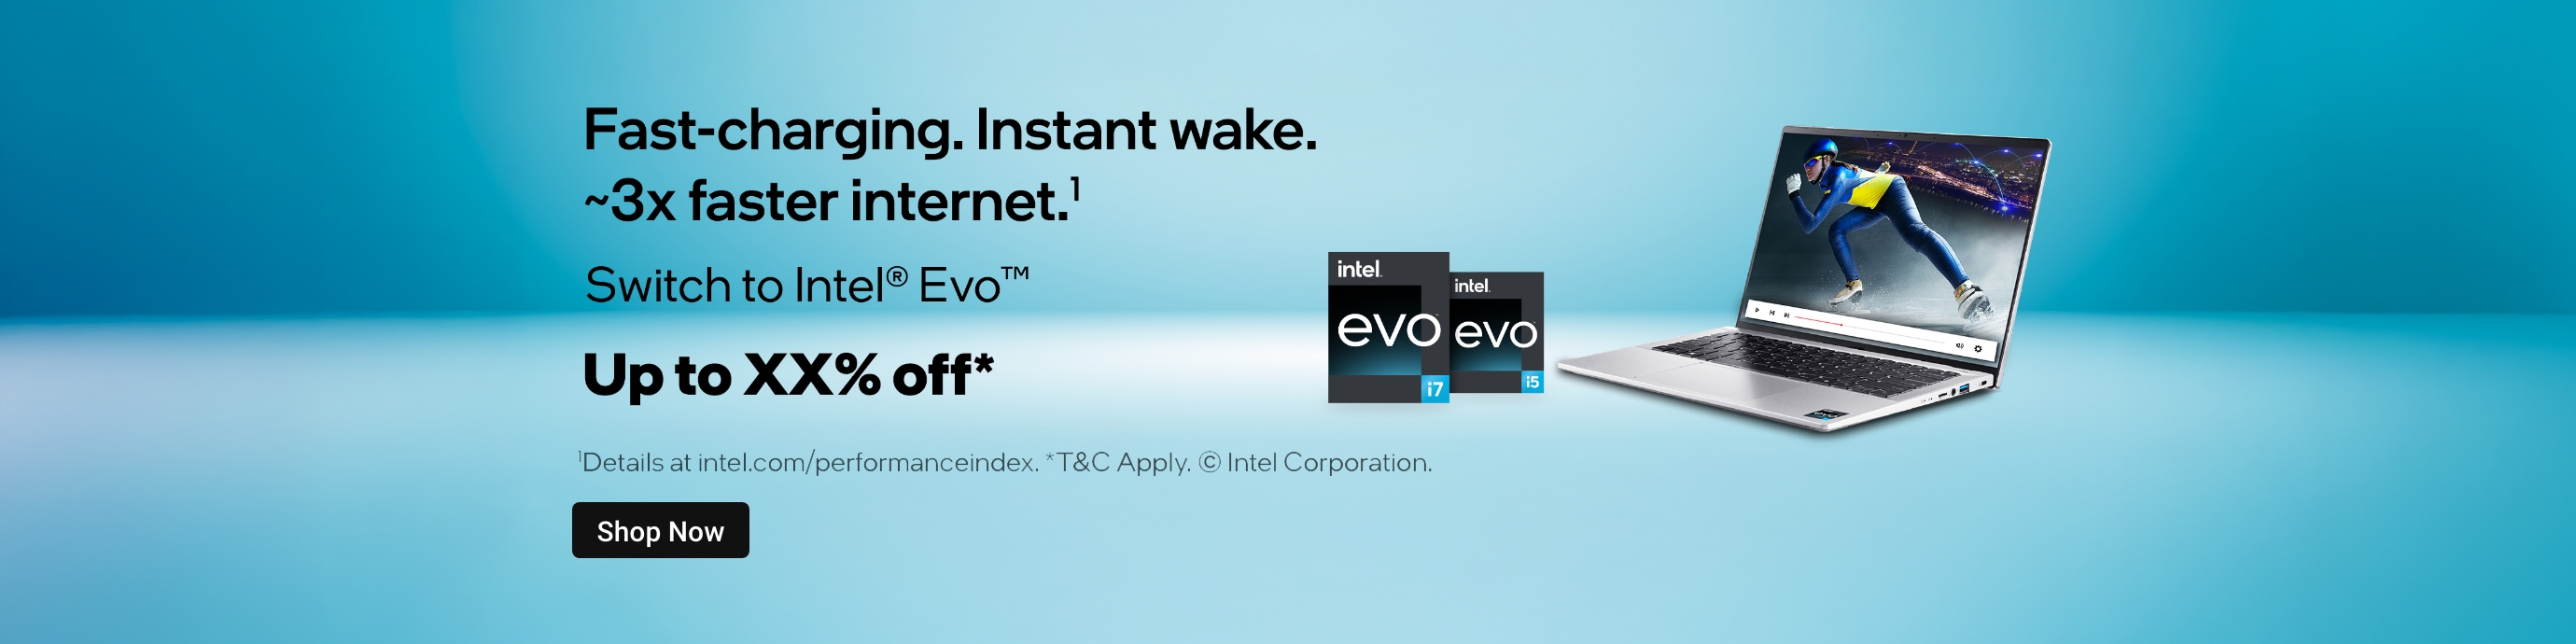 Fast-charging. Instant wake.
~3x faster internet.¹
Switch to Intel® Evo™
Up to XX% off*
¹Details at intel.com/performanceindex. *T&C Apply. © Intel Corporation.
Shop Now
intel.
evo
i7
intel.
evo
i5